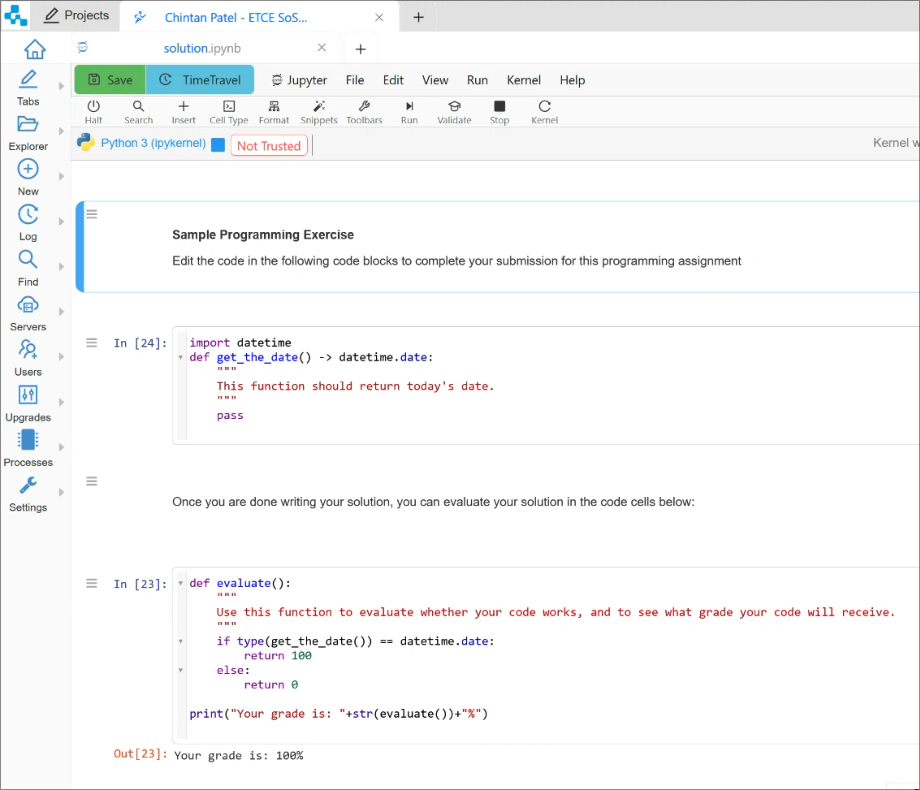 Projects
Chintan Patel - ETCE SoS...
solution.ipynb
Save
TimeTravel
Jupyter
File
Edit
View
Run
Kernel
Help
Halt
Search
Insert
Cell Type
Format
Snippets
Toolbars
Run
Validate
Stop
Kernel
Python 3 (ipykernel)
Not Trusted
Kernel w
Tabs
Explorer
New
Log
Find
Servers
Users
Upgrades
Processes
Settings
Sample Programming Exercise
Edit the code in the following code blocks to complete your submission for this programming assignment
In [24]:
import datetime
def get_the_date() -> datetime.date:
    """
    This function should return today's date.
    """
    pass
Once you are done writing your solution, you can evaluate your solution in the code cells below:
In [23]:
def evaluate():
    """
    Use this function to evaluate whether your code works, and to see what grade your code will receive.
    """
    if type(get_the_date()) == datetime.date:
        return 100
    else:
        return 0
print("Your grade is: "+str(evaluate())+"%")
Out[23]: Your grade is: 100%